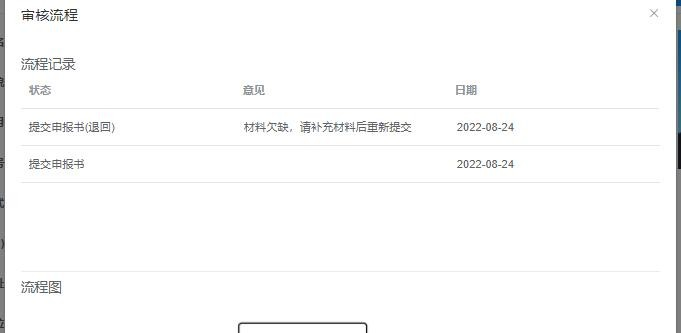 审核流程
流程记录
状态 意见 日期
提交申报书(退回) 材料欠缺，请补充材料后重新提交 2022-08-24
提交申报书 2022-08-24
流程图